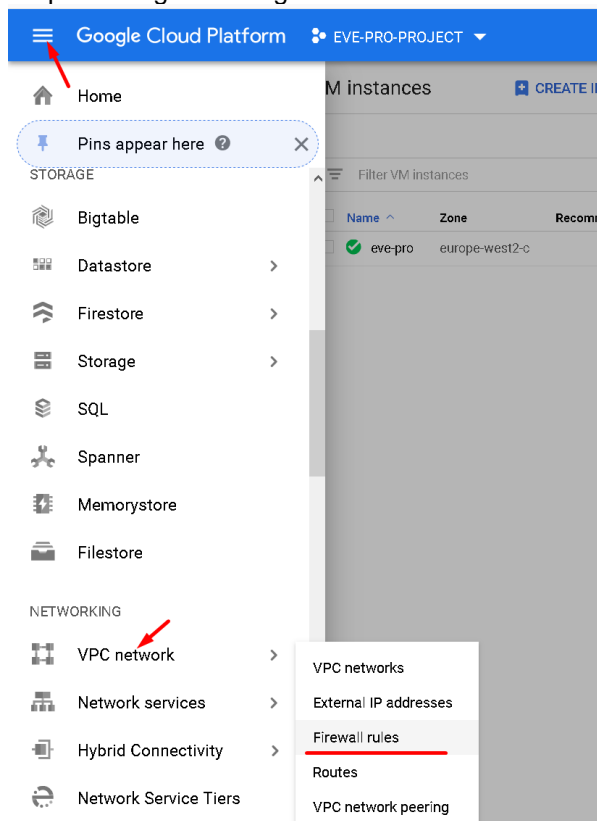 Google Cloud Platform EVE-PRO-PROJECT
Home
M instances CREATE I
Pins appear here
STORAGE
Filter VM instances
Bigtable
Name Zone Recomm
eve-pro europe-west2-c
Datastore
Firestore
Storage
SQL
Spanner
Memorystore
Filestore
NETWORKING
VPC network
VPC networks
Network services
External IP addresses
Firewall rules
Hybrid Connectivity
Routes
Network Service Tiers
VPC network peering